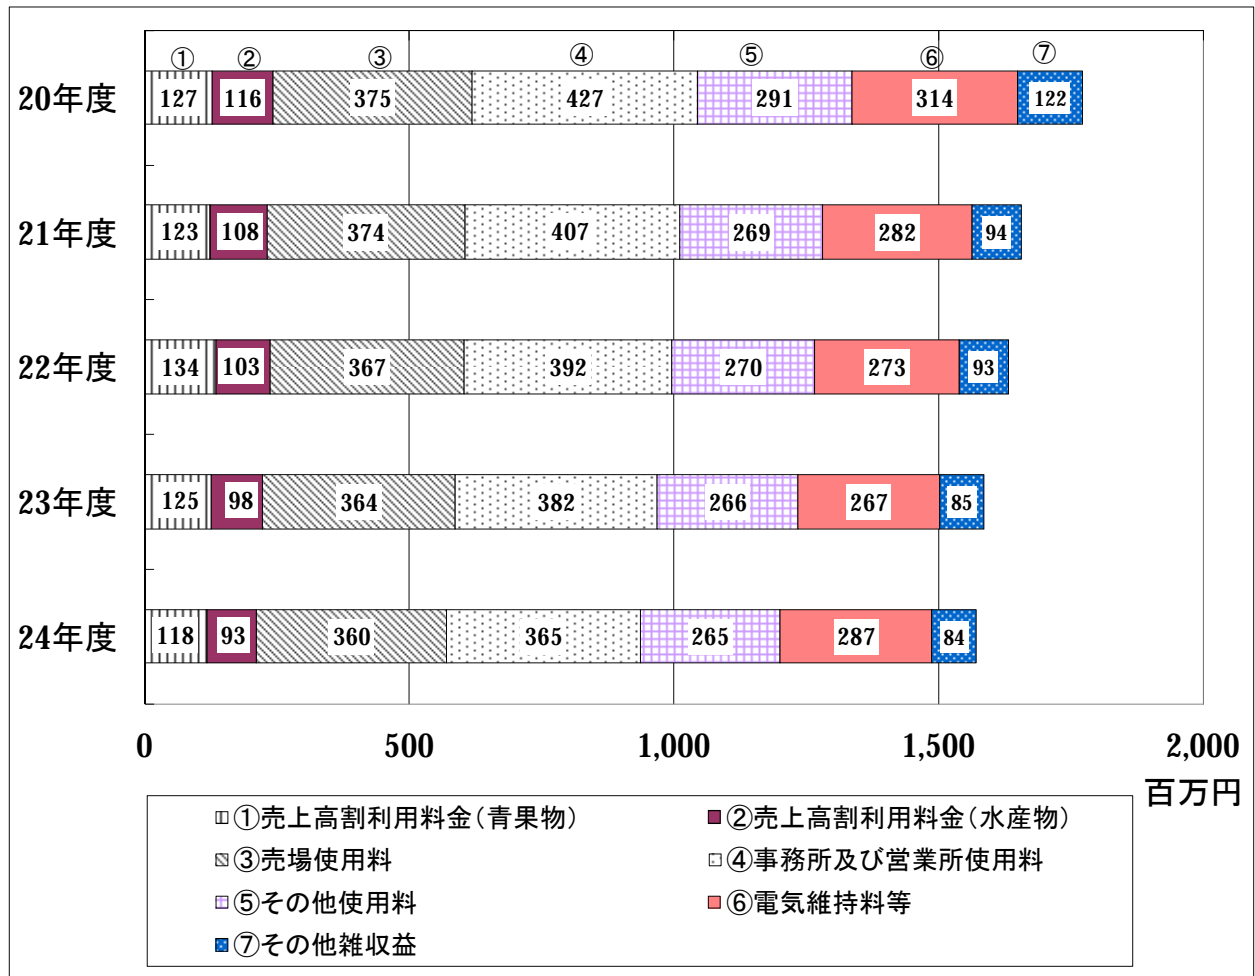 ① ② ③ ④ ⑤ ⑥ ⑦
20年度 127 116 375 427 291 314 122
21年度 123 108 374 407 269 282 94
22年度 134 103 367 392 270 273 93
23年度 125 98 364 382 266 267 85
24年度 118 93 360 365 265 287 84
0 500 1,000 1,500 2,000
百万円
①売上高割利用料金(青果物) ②売上高割利用料金(水産物)
③売場使用料 ④事務所及び営業所使用料
⑤その他使用料 ⑥電気維持料等
⑦その他雑収益